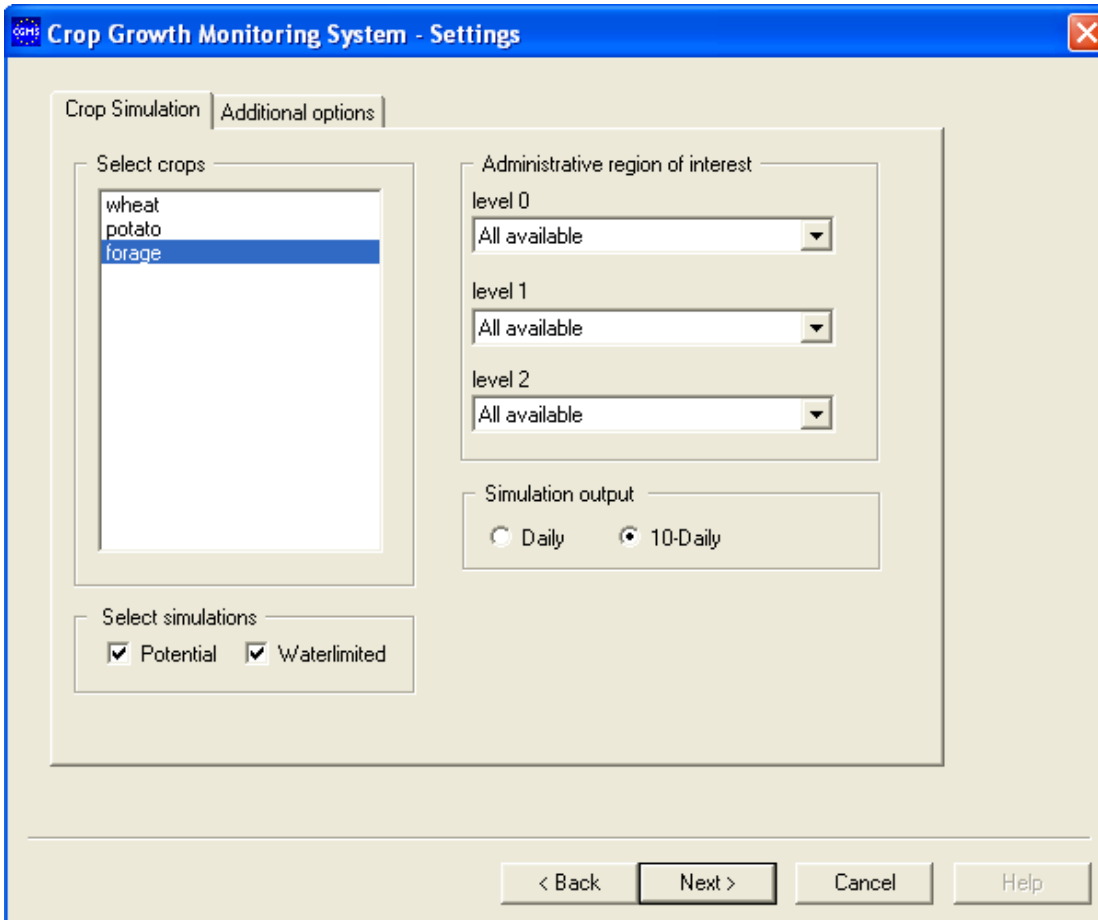 CGMS Crop Growth Monitoring System - Settings
Crop Simulation
Additional options
Select crops
wheat
potato
forage
Administrative region of interest
level 0
All available
level 1
All available
level 2
All available
Simulation output
Daily
10-Daily
Select simulations
Potential
Waterlimited
< Back
Next >
Cancel
Help